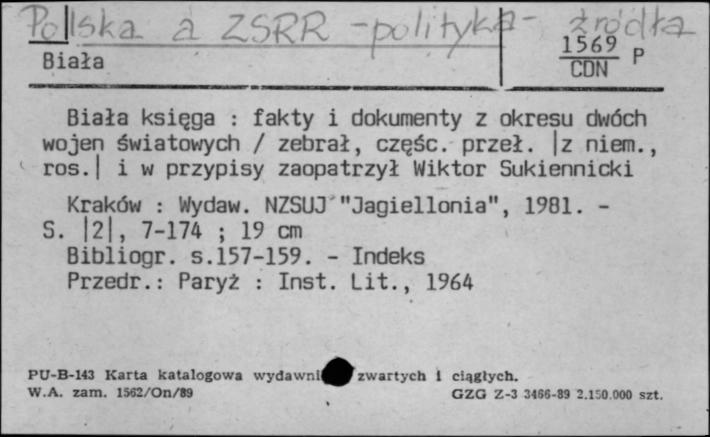 Polska a ZSRR - polityka - źródła
Biała
1569 P
CDN
Biała księga : fakty i dokumenty z okresu dwóch
wojen światowych / zebrał, częśc. przeł. |z niem.,
ros.| i w przypisy zaopatrzył Wiktor Sukiennicki
Kraków : Wydaw. NZSUJ "Jagiellonia", 1981. -
S. |2|, 7-174 ; 19 cm
Bibliogr. s.157-159. - Indeks
Przedr.: Paryż : Inst. Lit., 1964
PU-B-143 Karta katalogowa zwartych i ciągłych.
W.A. zam. 1562/On/89
GZG Z-3 3466-89 2.150.000 szt.